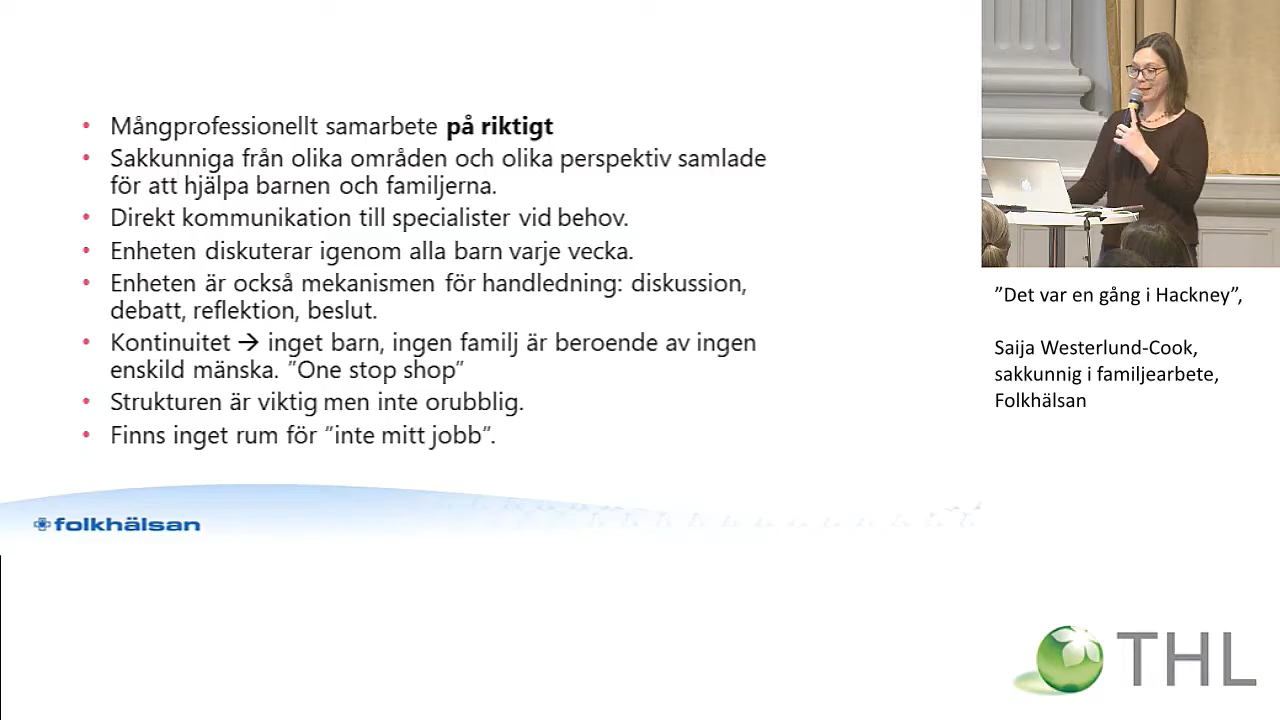 • Mångprofessionellt samarbete på riktigt
• Sakkunniga från olika områden och olika perspektiv samlade
för att hjälpa barnen och familjerna.
• Direkt kommunikation till specialister vid behov.
• Enheten diskuterar igenom alla barn varje vecka.
• Enheten är också mekanismen för handledning: diskussion,
debatt, reflektion, beslut.
• Kontinuitet → inget barn, ingen familj är beroende av ingen
enskild mänska. ”One stop shop”
• Strukturen är viktig men inte orubblig.
• Finns inget rum för ”inte mitt jobb”.
folkhälsan
”Det var en gång i Hackney”,
Saija Westerlund-Cook,
sakkunnig i familjearbete,
Folkhälsan
THL